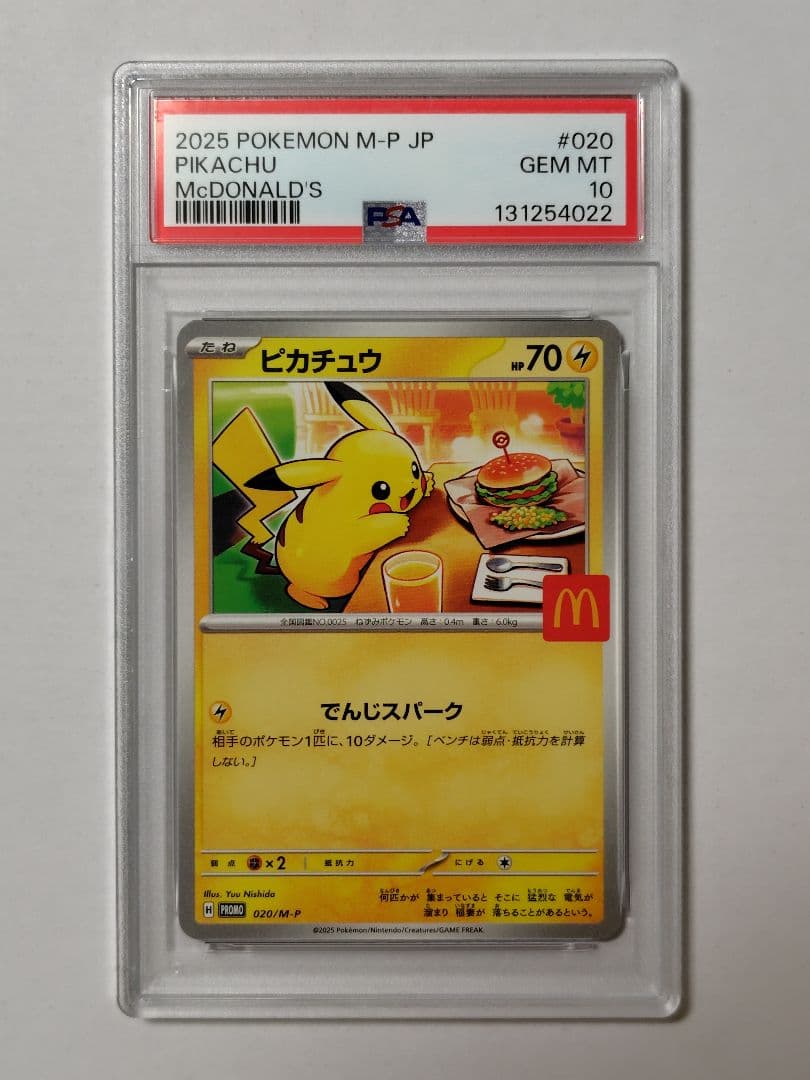 2025 POKEMON M-P JP #020
PIKACHU GEM MT
McDONALD'S 10
PSA 131254022
たね ピカチュウ HP70
全国図鑑NO.0025 ねずみポケモン 高さ:0.4m 重さ:6.0kg
でんじスパーク
相手のポケモン1匹に、10ダメージ。[ベンチは弱点・抵抗力を計算
しない。]
弱点 ×2 抵抗力 にげる
Illus. Yuu Nishida
何匹かが 集まっていると そこに 猛烈な 電気が
溜まり 稲妻が 落ちることがあるという。
H PROMO 020/M-P
©2025 Pokémon/Nintendo/Creatures/GAME FREAK